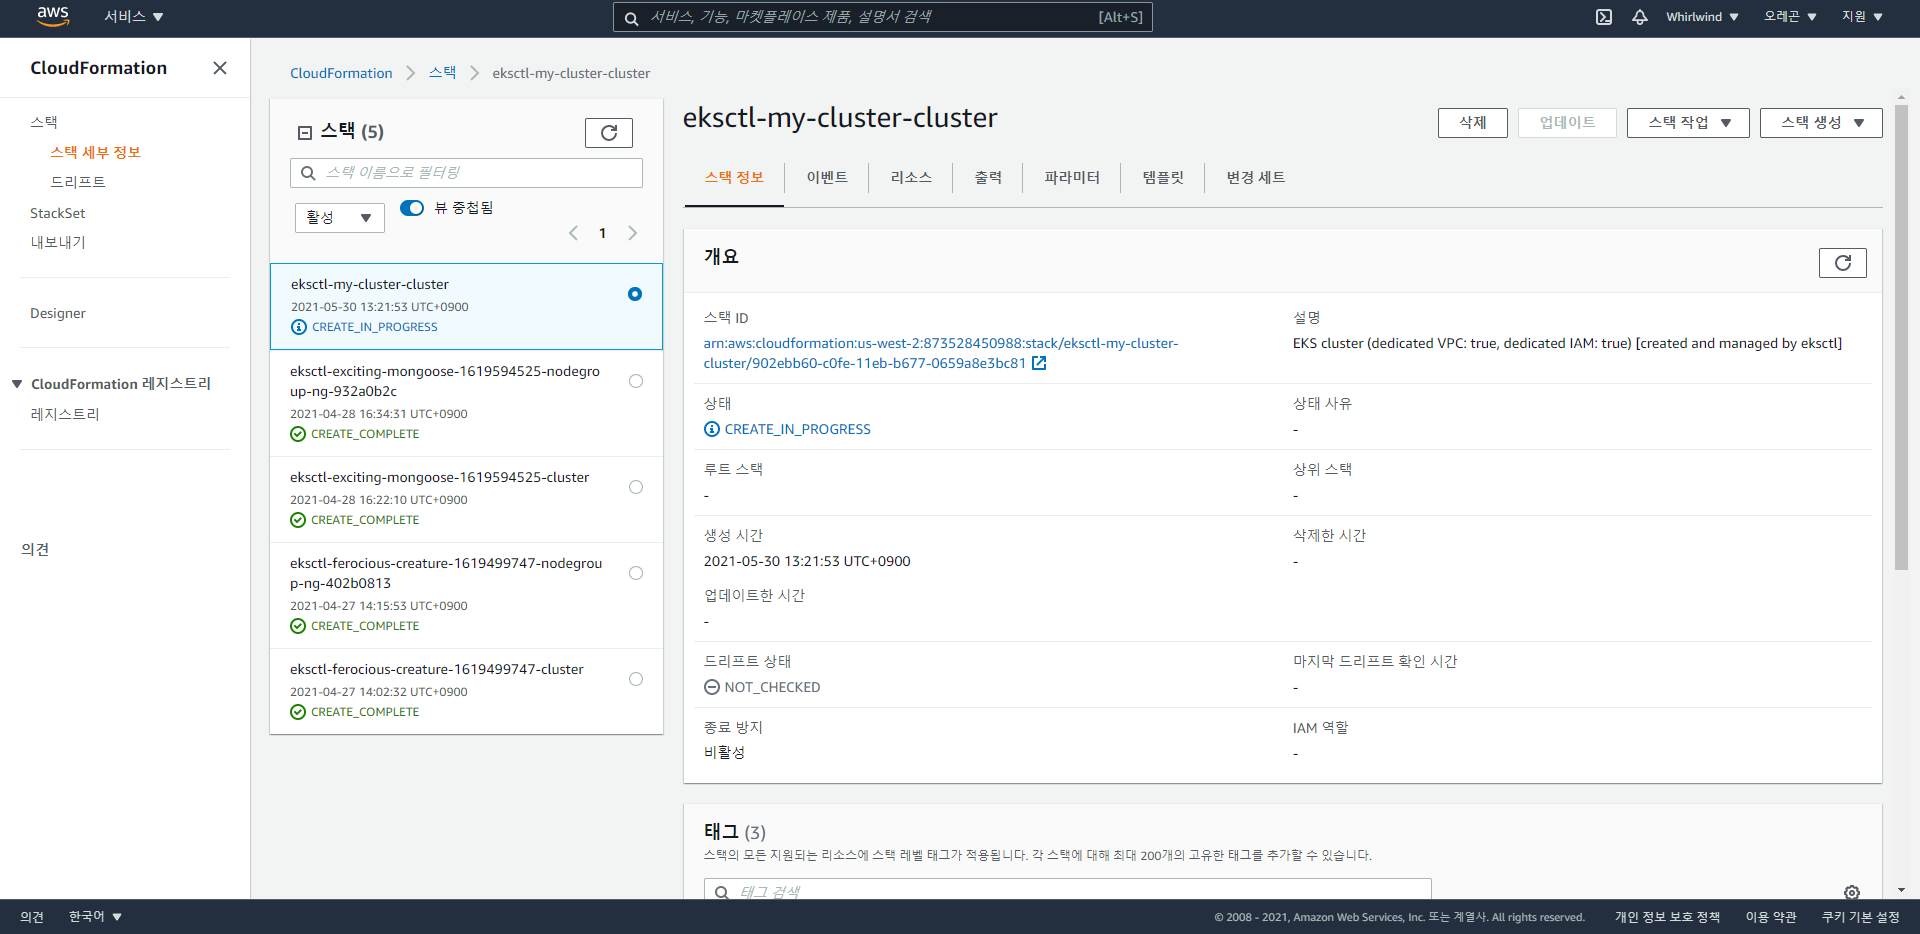 aws
서비스
서비스, 기능, 마켓플레이스 제품, 설명서 검색
[Alt+S]
Whirlwind
오레곤
지원
CloudFormation
스택
스택 세부 정보
드리프트
StackSet
내보내기
Designer
CloudFormation 레지스트리
레지스트리
의견
CloudFormation
스택
eksctl-my-cluster-cluster
스택 (5)
스택 이름으로 필터링
활성
뷰 중첩됨
1
eksctl-my-cluster-cluster
2021-05-30 13:21:53 UTC+0900
CREATE_IN_PROGRESS
eksctl-exciting-mongoose-1619594525-nodegro
up-ng-932a0b2c
2021-04-28 16:34:31 UTC+0900
CREATE_COMPLETE
eksctl-exciting-mongoose-1619594525-cluster
2021-04-28 16:22:10 UTC+0900
CREATE_COMPLETE
eksctl-ferocious-creature-1619499747-nodegrou
p-ng-402b0813
2021-04-27 14:15:53 UTC+0900
CREATE_COMPLETE
eksctl-ferocious-creature-1619499747-cluster
2021-04-27 14:02:32 UTC+0900
CREATE_COMPLETE
eksctl-my-cluster-cluster
삭제
업데이트
스택 작업
스택 생성
스택 정보
이벤트
리소스
출력
파라미터
템플릿
변경 세트
개요
스택 ID
arn:aws:cloudformation:us-west-2:873528450988:stack/eksctl-my-cluster-
cluster/902ebb60-c0fe-11eb-b677-0659a8e3bc81
설명
EKS cluster (dedicated VPC: true, dedicated IAM: true) [created and managed by eksctl]
상태
CREATE_IN_PROGRESS
상태 사유
-
루트 스택
-
상위 스택
-
생성 시간
2021-05-30 13:21:53 UTC+0900
삭제한 시간
-
업데이트한 시간
-
드리프트 상태
NOT_CHECKED
마지막 드리프트 확인 시간
-
종료 방지
비활성
IAM 역할
-
태그 (3)
스택의 모든 지원되는 리소스에 스택 레벨 태그가 적용됩니다. 각 스택에 대해 최대 200개의 고유한 태그를 추가할 수 있습니다.
태그 검색
의견
한국어
© 2008 - 2021, Amazon Web Services, Inc. 또는 계열사. All rights reserved.
개인 정보 보호 정책
이용 약관
쿠키 기본 설정